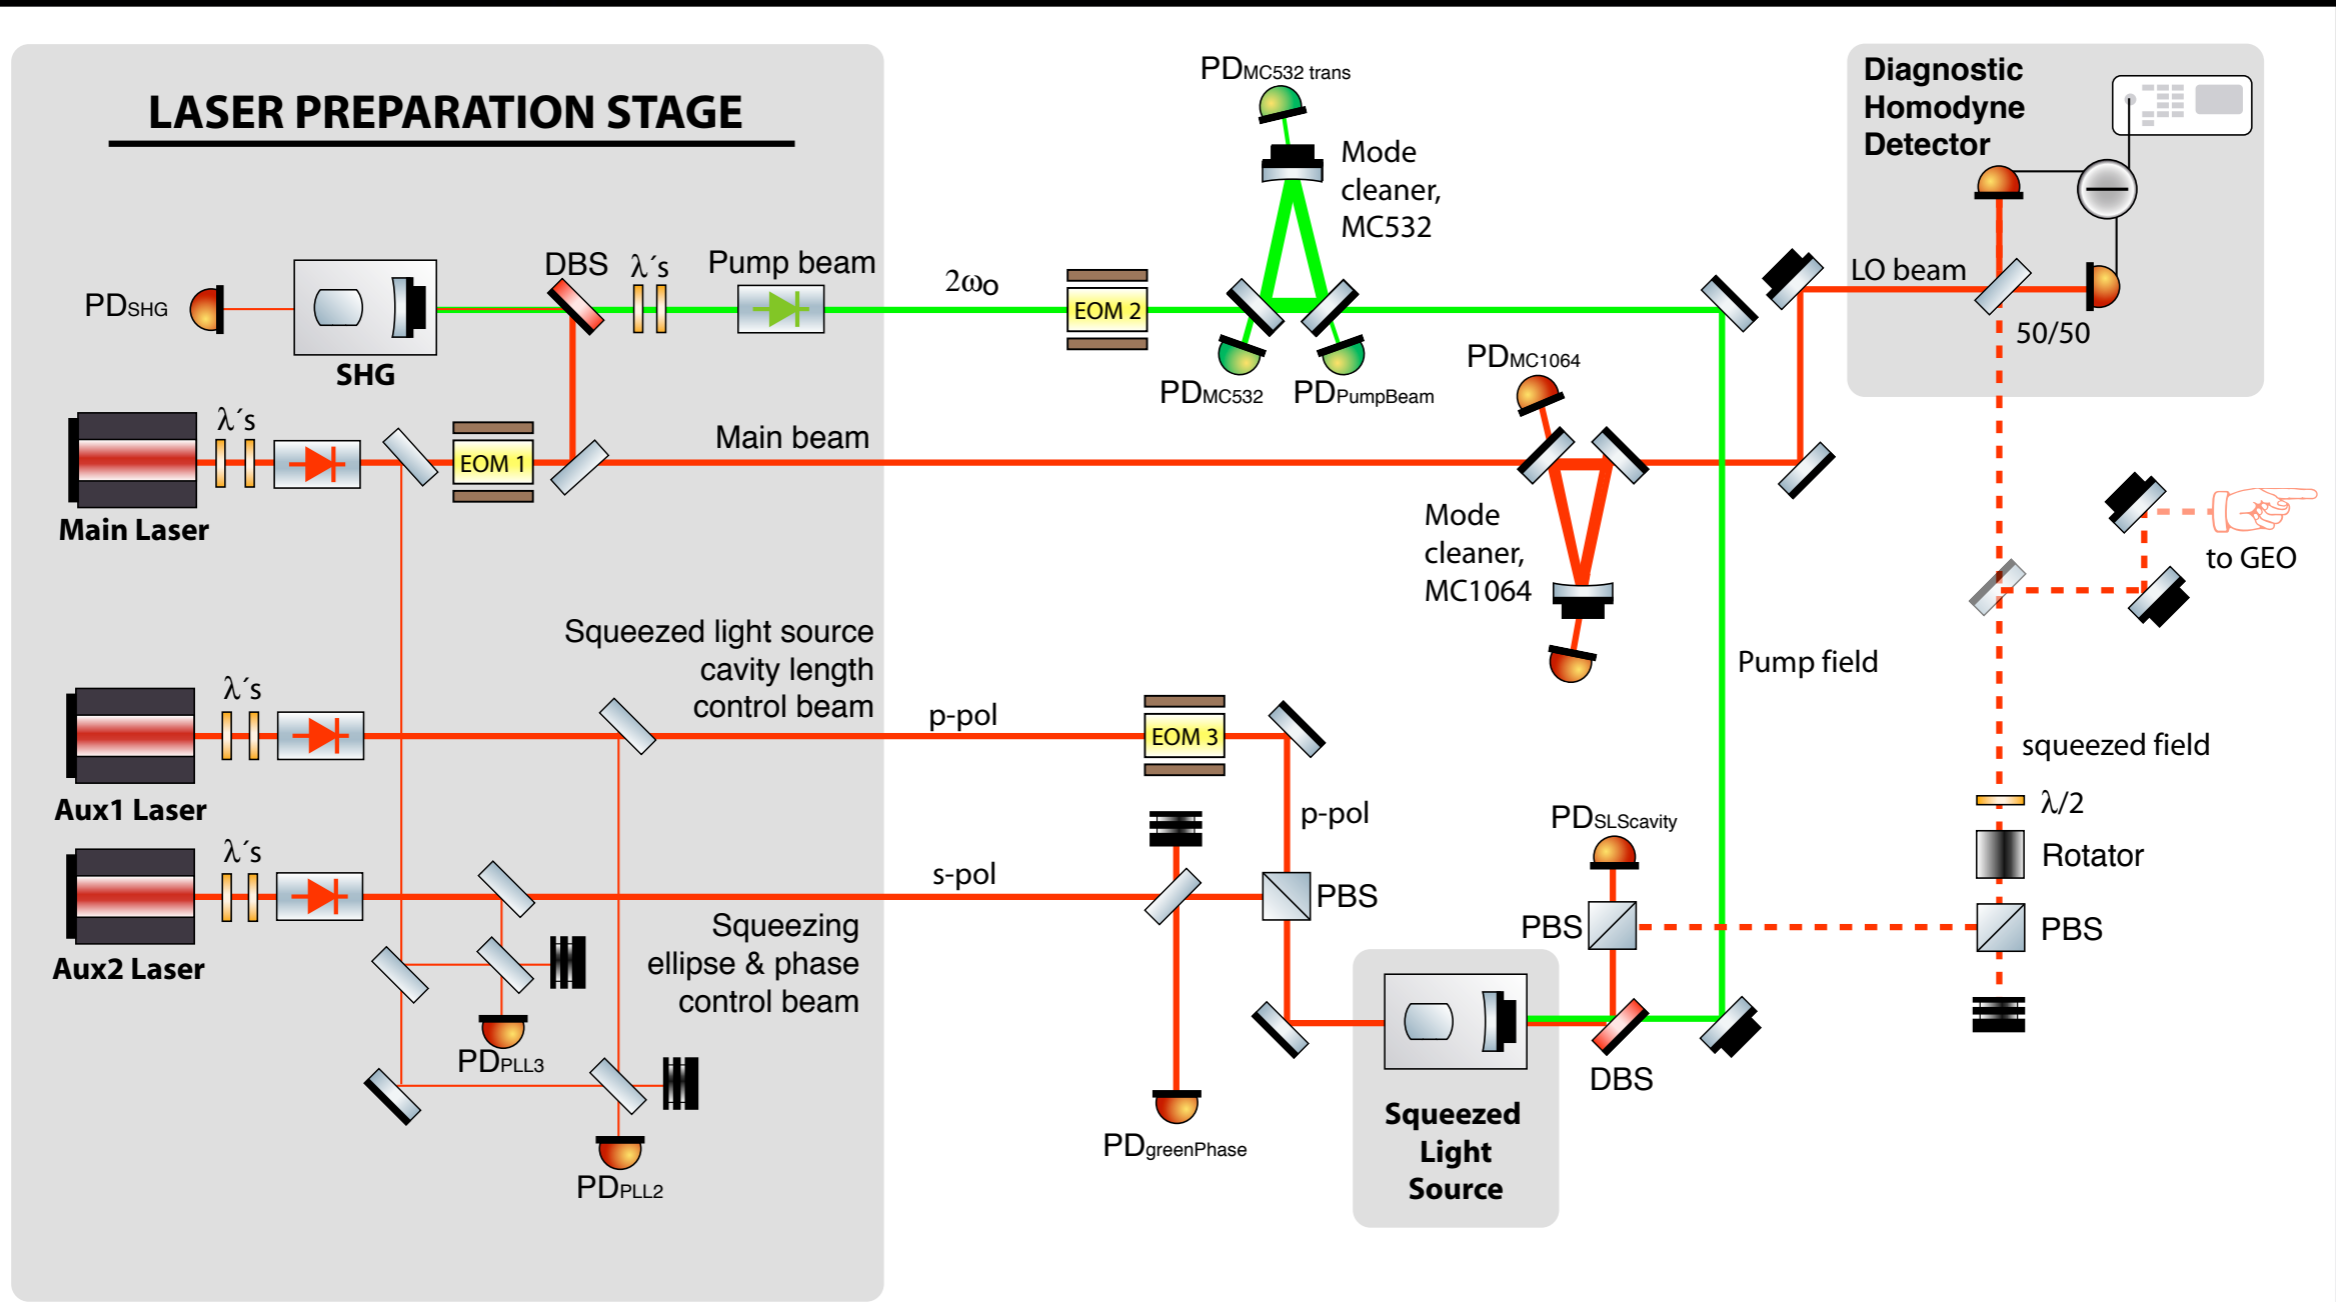 LASER PREPARATION STAGE
PDMC532 trans
Mode
cleaner,
MC532
Diagnostic
Homodyne
Detector
DBS
λ´s
Pump beam
2ωo
PDSHG
SHG
EOM 2
LO beam
50/50
PDMC532
PDPumpBeam
PDMC1064
λ´s
EOM 1
Main beam
Main Laser
Mode
cleaner,
MC1064
to GEO
Squeezed light source
cavity length
control beam
Pump field
λ´s
p-pol
EOM 3
squeezed field
Aux1 Laser
p-pol
PDSLScavity
λ/2
λ´s
Rotator
s-pol
PBS
PBS
PBS
Aux2 Laser
Squeezing
ellipse & phase
control beam
PDPLL3
DBS
PDgreenPhase
Squeezed
Light
Source
PDPLL2